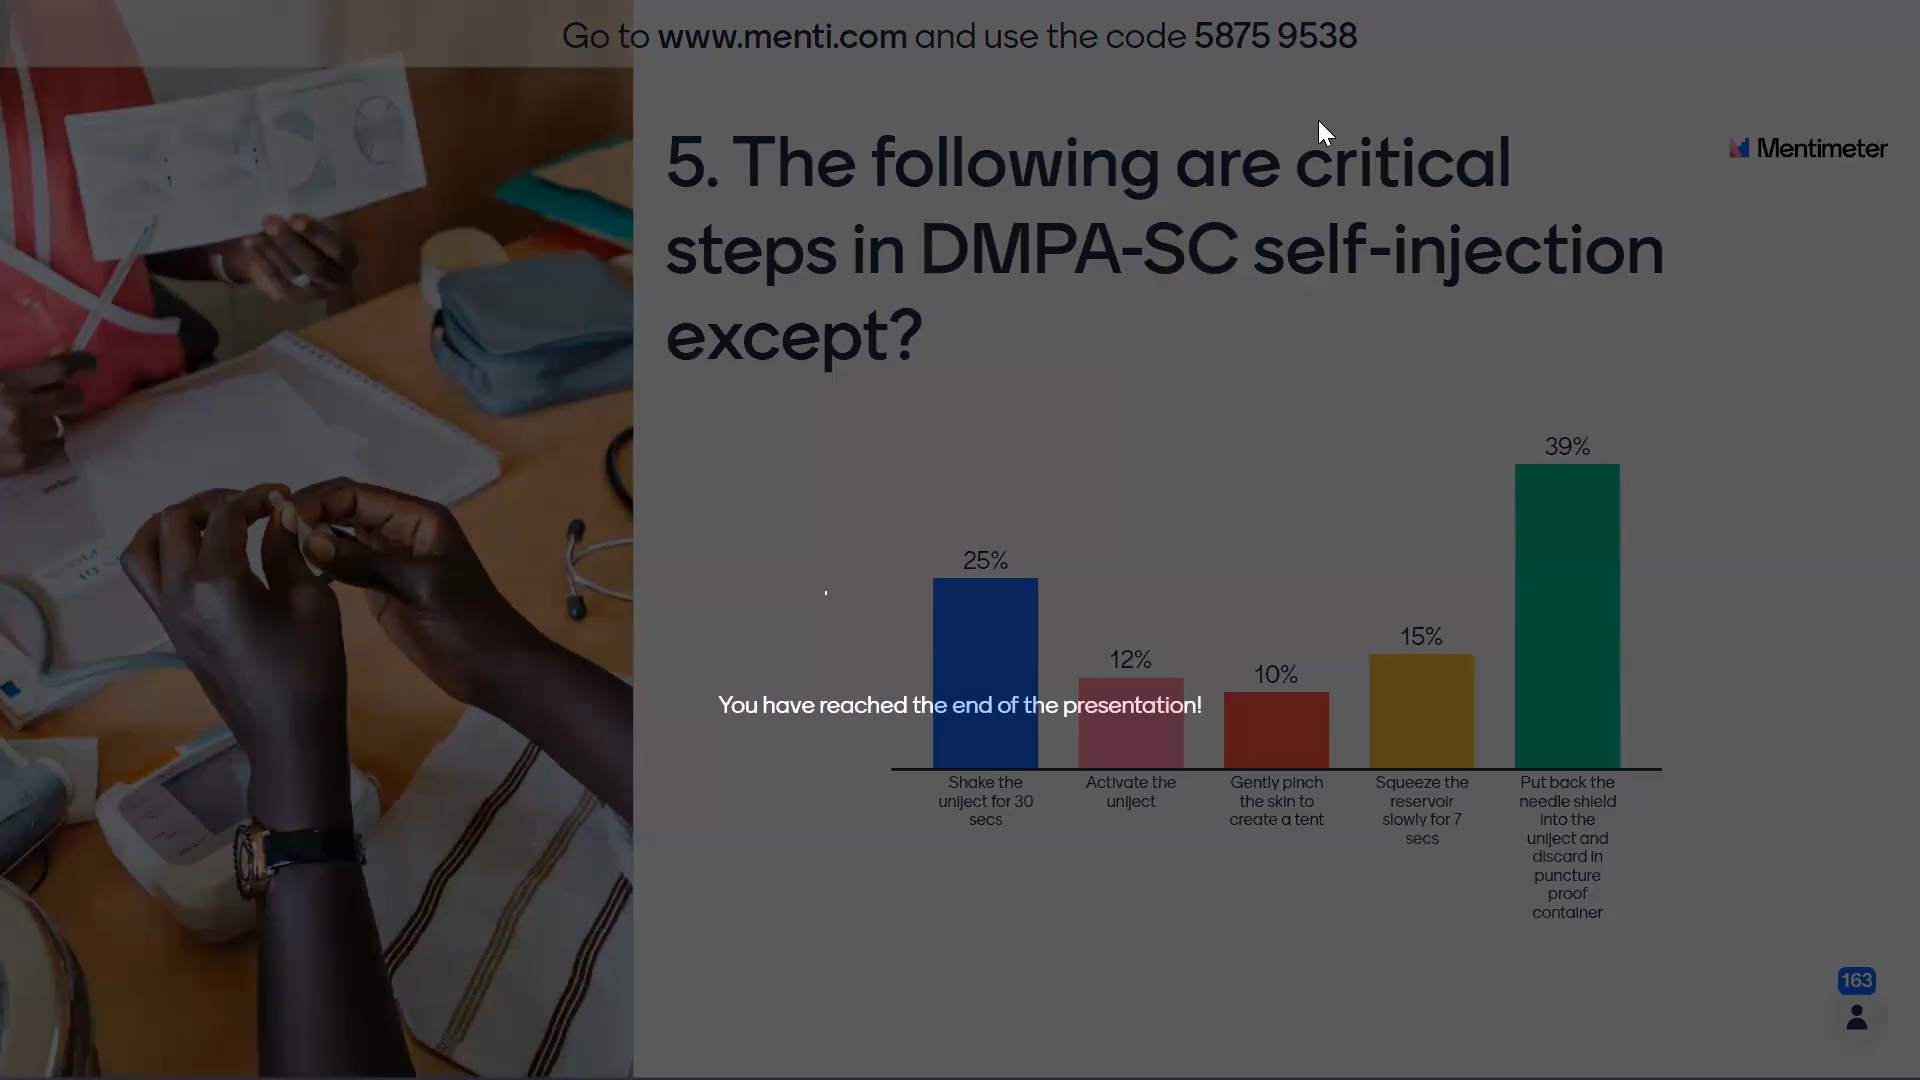 Go to www.menti.com and use the code 5875 9538
Mentimeter
5. The following are critical
steps in DMPA-SC self-injection
except?
39%
25%
15%
12%
10%
You have reached the end of the presentation!
Shake the
uniject for 30
secs
Activate the
uniject
Gently pinch
the skin to
create a tent
Squeeze the
reservoir
slowly for 7
secs
Put back the
needle shield
into the
uniject and
discard in
puncture
proof
container
163